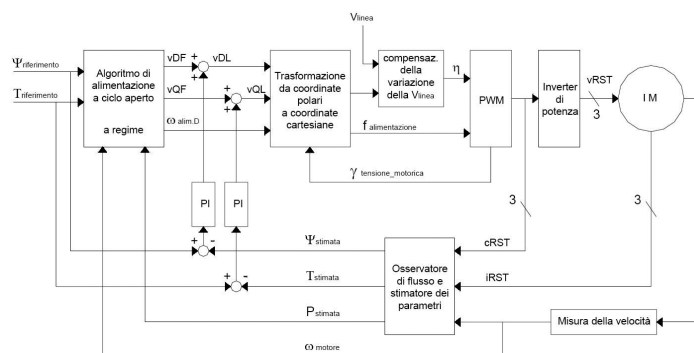 Vlinea
Ψriferimento
Triferimento
Algoritmo di
alimentazione
a ciclo aperto
a regime
vDF
+
+
vDL
vQF
+
+
vQL
ω alim.D
Trasformazione
da coordinate
polari
a coordinate
cartesiane
compensaz.
della
variazione
della Vlinea
η
f alimentazione
PWM
Inverter
di
potenza
vRST
3
I M
γ tensione_motorica
PI
PI
3
3
+
-
Ψstimata
cRST
+
-
Tstimata
iRST
Osservatore
di flusso e
stimatore dei
parametri
Pstimata
Misura della velocità
ω motore